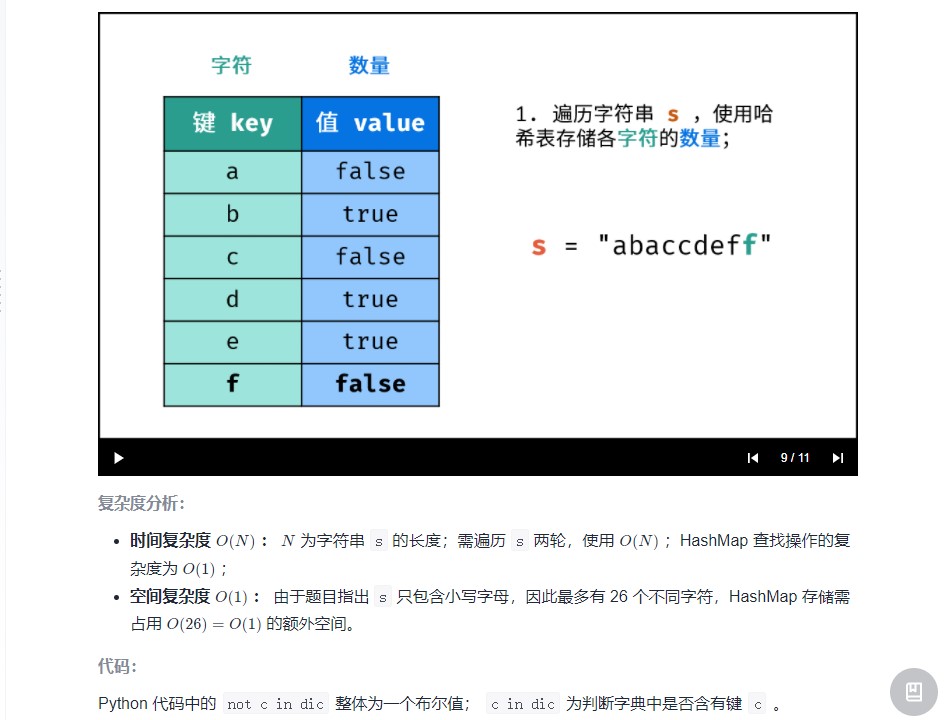 字符 数量
键 key 值 value
a false
b true
c false
d true
e true
f false
1. 遍历字符串 s ，使用哈
希表存储各字符的数量；
s = "abaccdeff"
9 / 11
复杂度分析：
• 时间复杂度 O(N)： N 为字符串 s 的长度；需遍历 s 两轮，使用 O(N) ；HashMap 查找操作的复
杂度为 O(1) ；
• 空间复杂度 O(1)： 由于题目指出 s 只包含小写字母，因此最多有 26 个不同字符，HashMap 存储需
占用 O(26) = O(1) 的额外空间。
代码：
Python 代码中的 not c in dic 整体为一个布尔值； c in dic 为判断字典中是否含有键 c 。